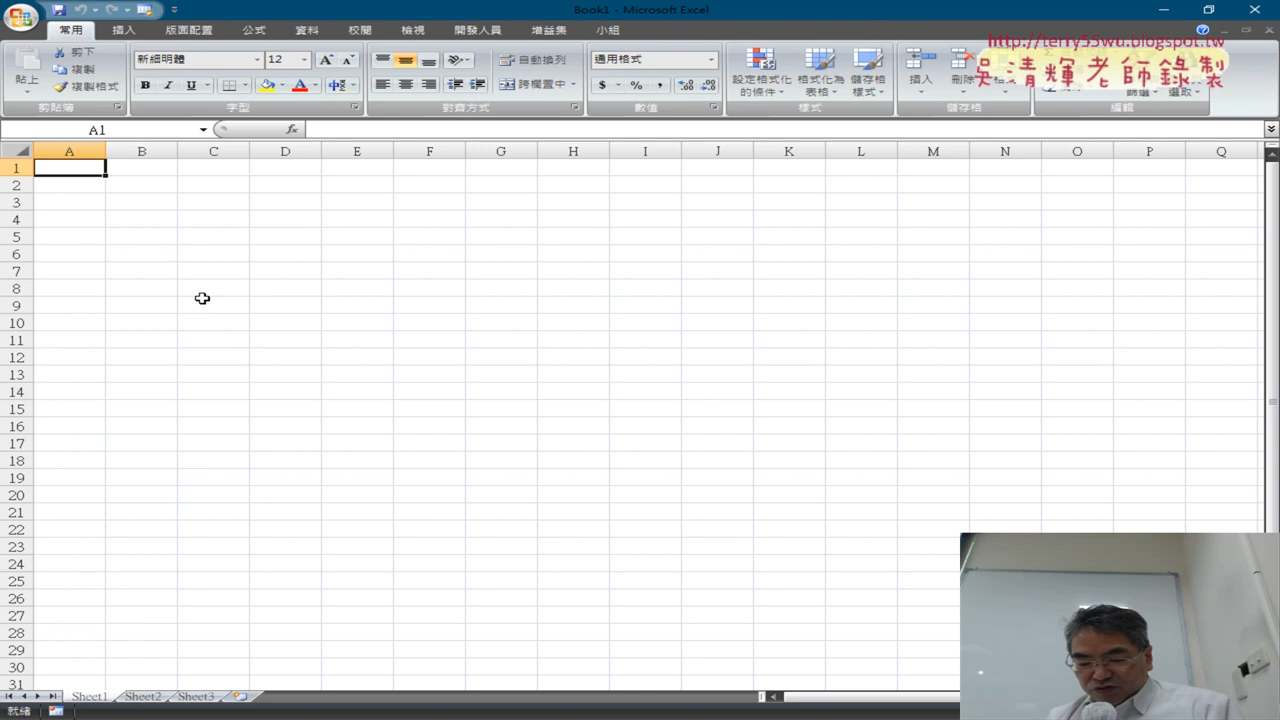 Book1 - Microsoft Excel
常用 插入 版面配置 公式 資料 校閱 檢視 開發人員 增益集 小組
http://terry55wu.blogspot.tw
吳清輝老師錄製
貼上 剪下 複製 複製格式 剪貼簿
新細明體 12 B I U A 字型
自動換列 跨欄置中 對齊方式
通用格式 $ % , 數值
設定格式化的條件 格式化為表格 儲存格樣式 樣式
插入 刪除 儲存格
篩選 選取 編輯
A1 fx
A B C D E F G H I J K L M N O P Q
1
2
3
4
5
6
7
8
9
10
11
12
13
14
15
16
17
18
19
20
21
22
23
24
25
26
27
28
29
30
31
Sheet1 Sheet2 Sheet3
就緒